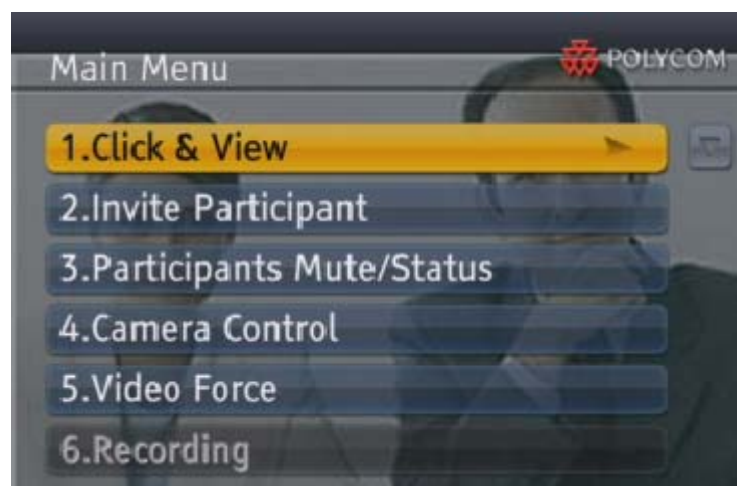 Main Menu
POLYCOM
1.Click & View
2.Invite Participant
3.Participants Mute/Status
4.Camera Control
5.Video Force
6.Recording